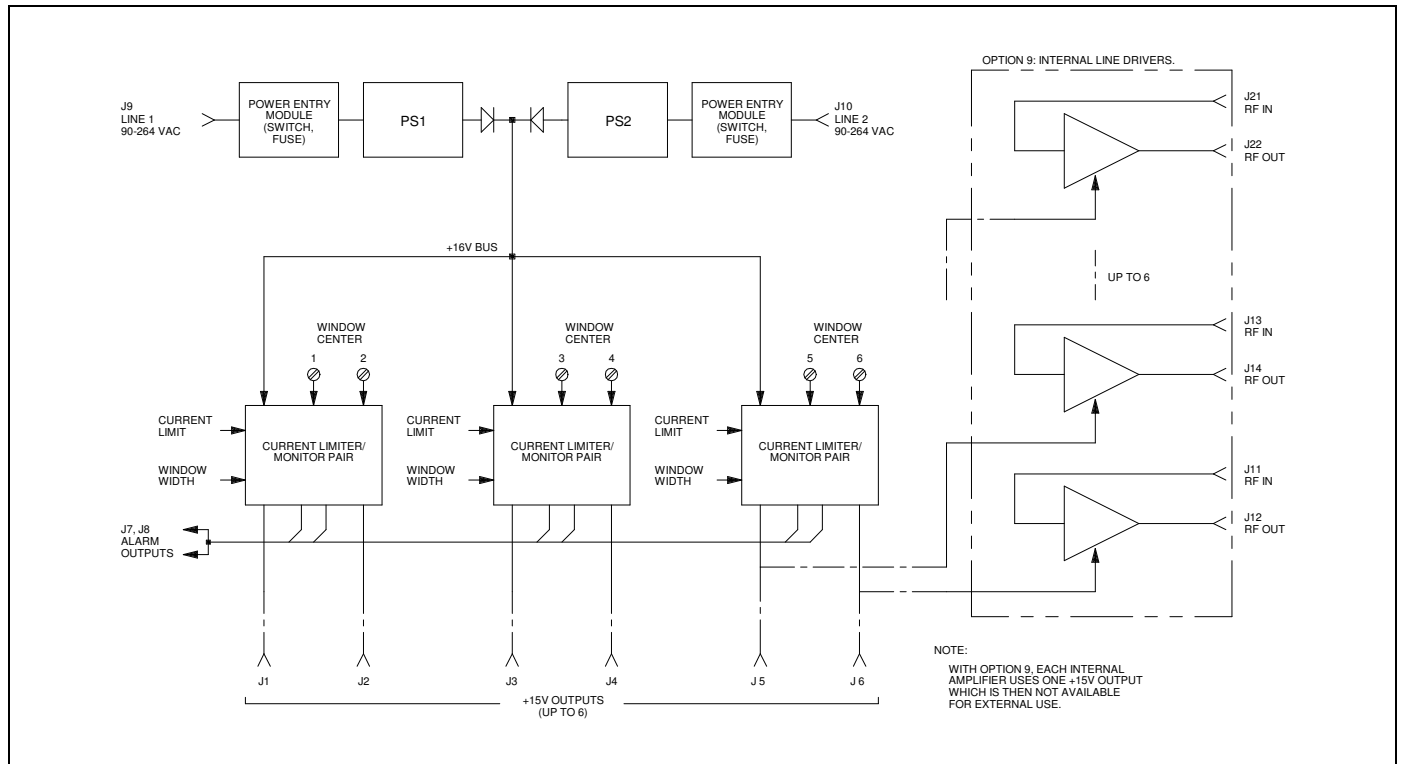 OPTION 9: INTERNAL LINE DRIVERS.
J9
LINE 1
90-264 VAC
POWER ENTRY
MODULE
(SWITCH,
FUSE)
PS1
PS2
POWER ENTRY
MODULE
(SWITCH,
FUSE)
J10
LINE 2
90-264 VAC
J21
RF IN
J22
RF OUT
+16V BUS
UP TO 6
WINDOW
CENTER
1
2
WINDOW
CENTER
3
4
WINDOW
CENTER
5
6
J13
RF IN
J14
RF OUT
CURRENT
LIMIT
WINDOW
WIDTH
CURRENT LIMITER/
MONITOR PAIR
CURRENT
LIMIT
WINDOW
WIDTH
CURRENT LIMITER/
MONITOR PAIR
CURRENT
LIMIT
WINDOW
WIDTH
CURRENT LIMITER/
MONITOR PAIR
J11
RF IN
J12
RF OUT
J7, J8
ALARM
OUTPUTS
J1
J2
J3
J4
J 5
J 6
+15V OUTPUTS
(UP TO 6)
NOTE:
WITH OPTION 9, EACH INTERNAL
AMPLIFIER USES ONE +15V OUTPUT
WHICH IS THEN NOT AVAILABLE
FOR EXTERNAL USE.